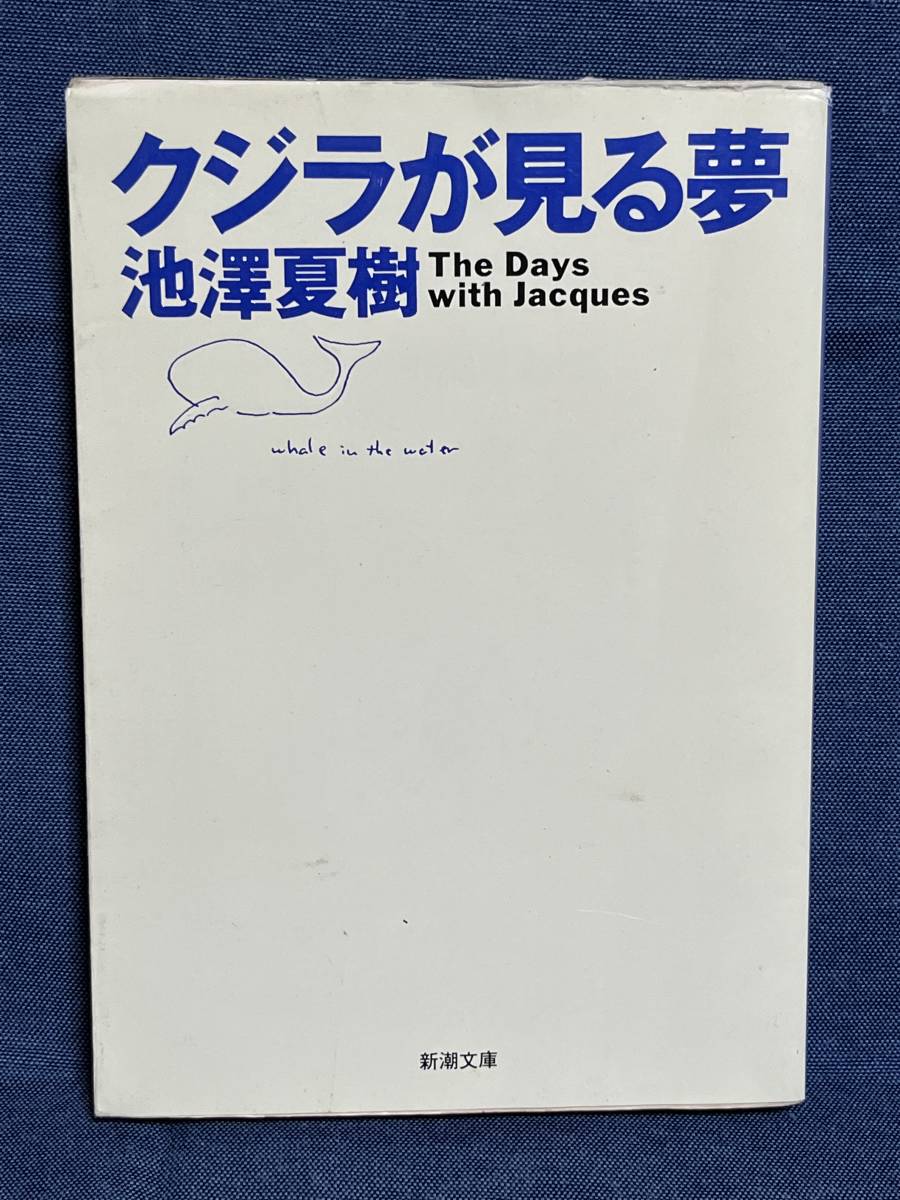 クジラが見る夢
池澤夏樹
The Days
with Jacques
whale in the water
新潮文庫